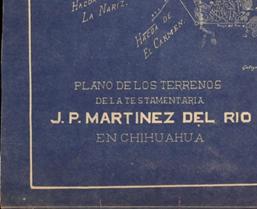 HACDA
LA NARIZ.
HACDA DE
EL CARMEN.
PLANO DE LOS TERRENOS
DE LA TESTAMENTARIA
J. P. MARTINEZ DEL RIO
EN CHIHUAHUA